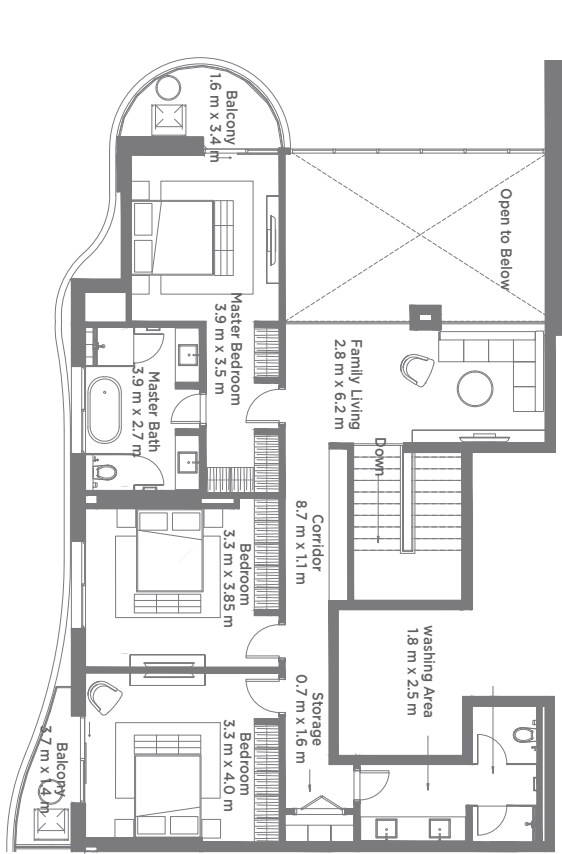 Balcony
1.6 m x 3.4 m
Open to Below
Master Bedroom
3.9 m x 3.5 m
Family Living
2.8 m x 6.2 m
Master Bath
3.9 m x 2.7 m
Down
Corridor
8.7 m x 1.1 m
Bedroom
3.3 m x 3.85 m
washing Area
1.8 m x 2.5 m
Storage
0.7 m x 1.6 m
Bedroom
3.3 m x 4.0 m
Balcony
3.7 m x 1.4 m